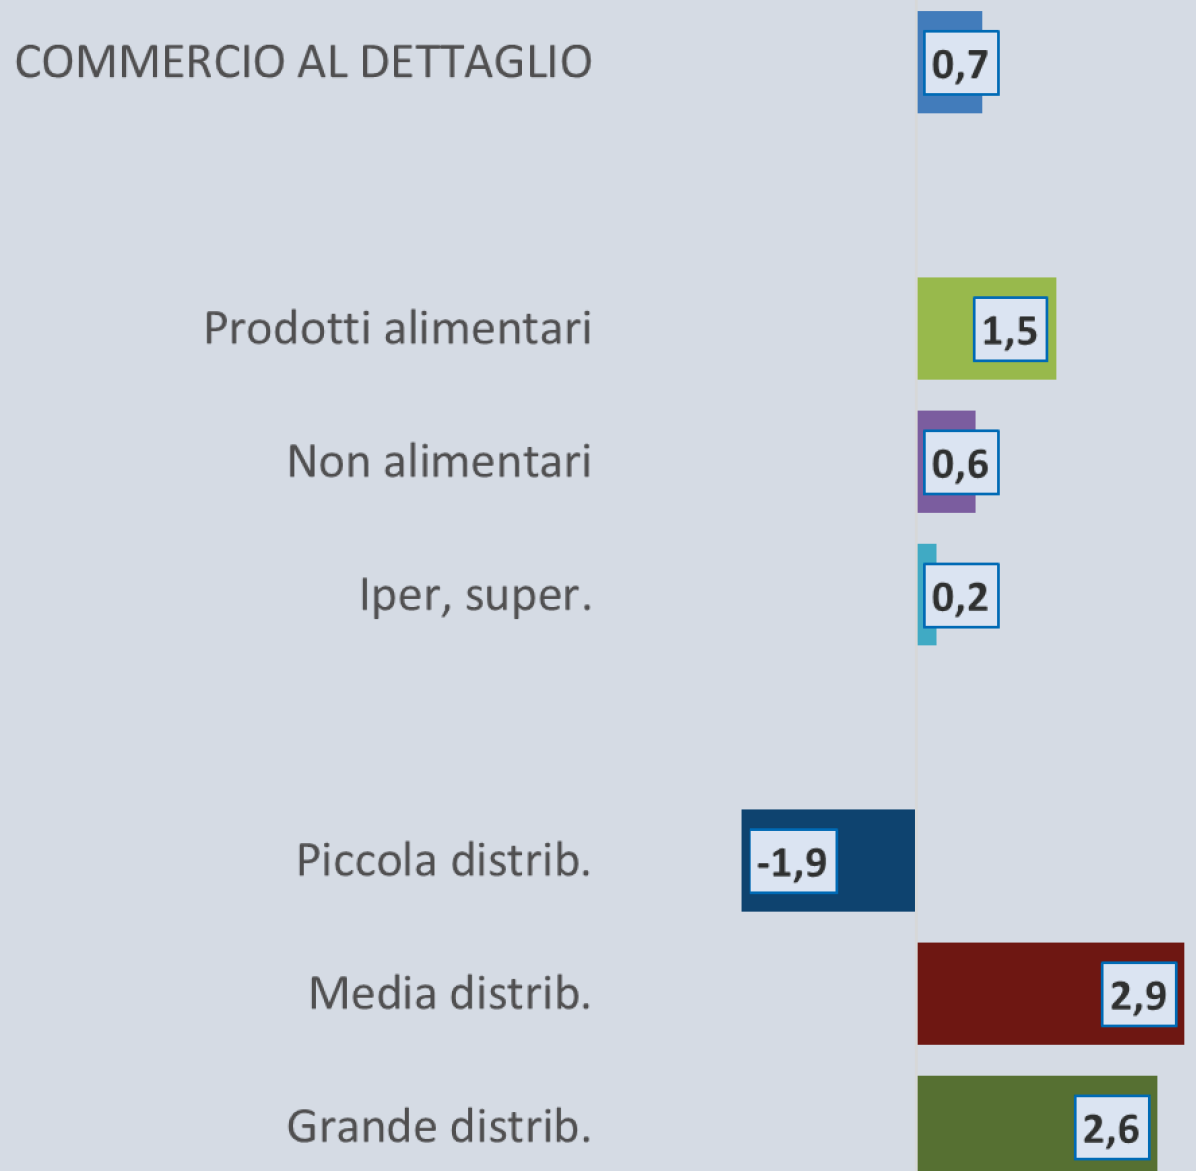 COMMERCIO AL DETTAGLIO 0,7
Prodotti alimentari 1,5
Non alimentari 0,6
Iper, super. 0,2
Piccola distrib. -1,9
Media distrib. 2,9
Grande distrib. 2,6